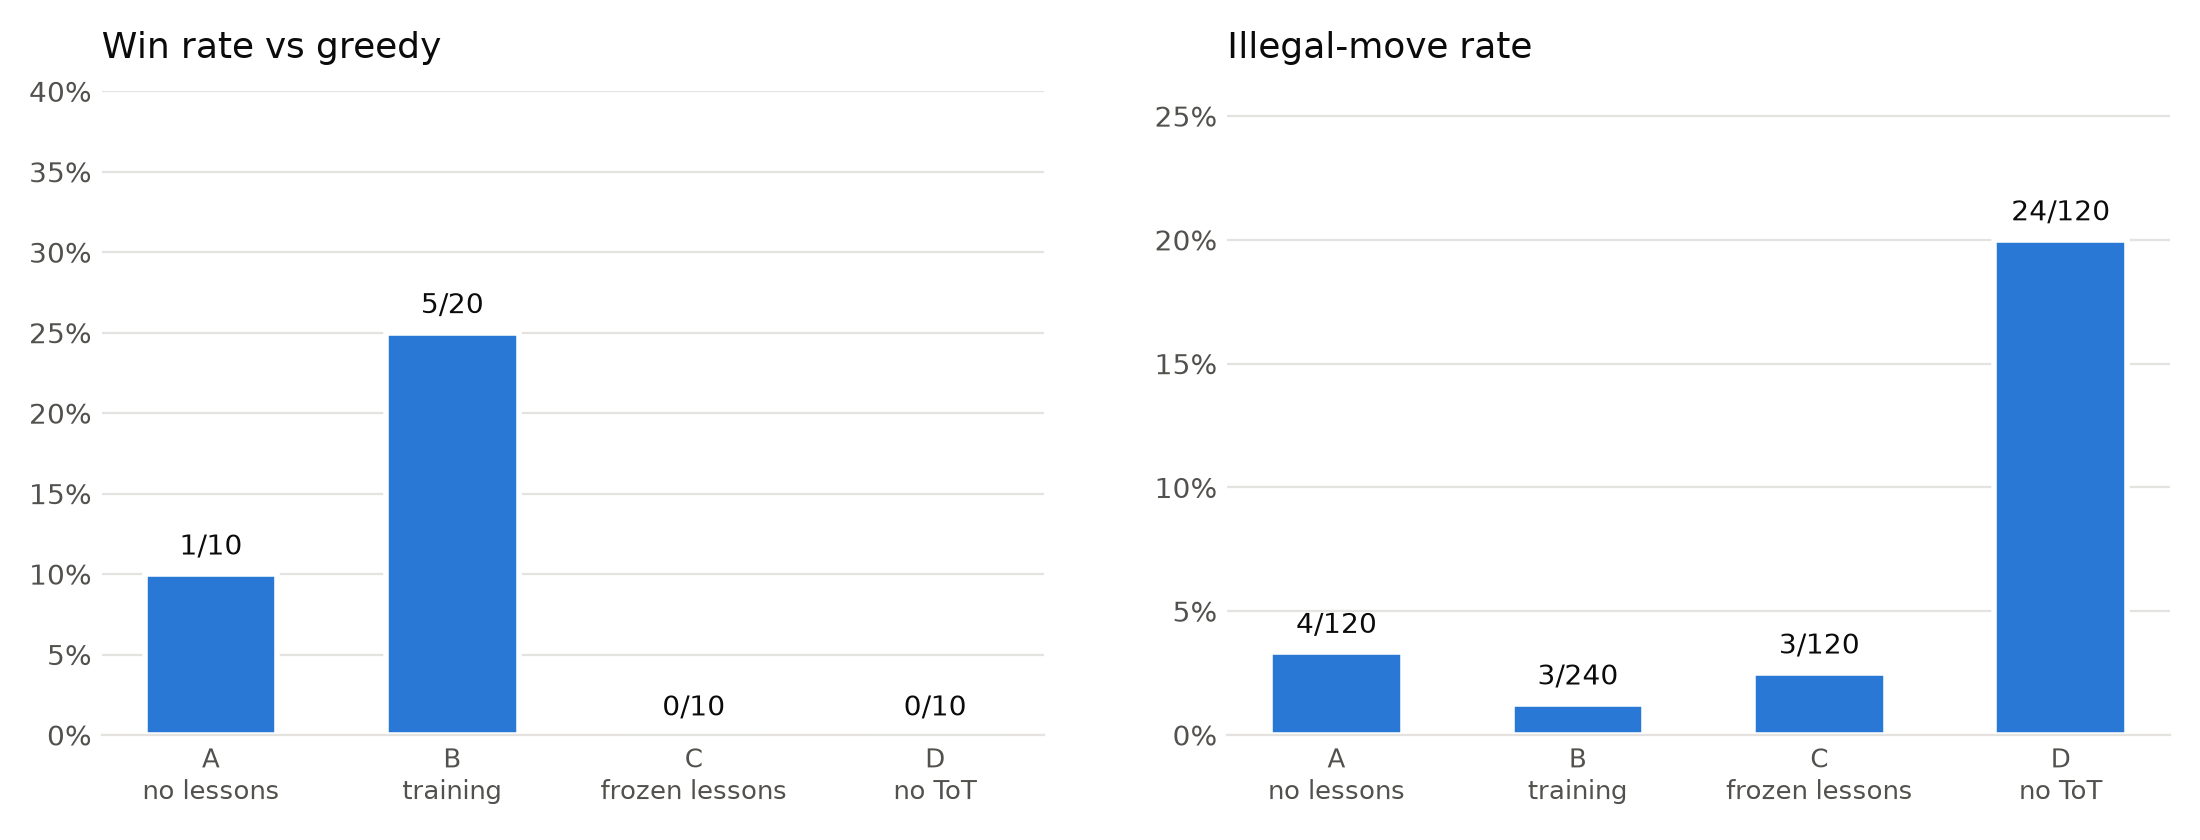 Win rate vs greedy
40%
35%
30%
25%
20%
15%
10%
5%
0%
1/10
5/20
0/10
0/10
A
no lessons
B
training
C
frozen lessons
D
no ToT
Illegal-move rate
25%
20%
15%
10%
5%
0%
4/120
3/240
3/120
24/120
A
no lessons
B
training
C
frozen lessons
D
no ToT